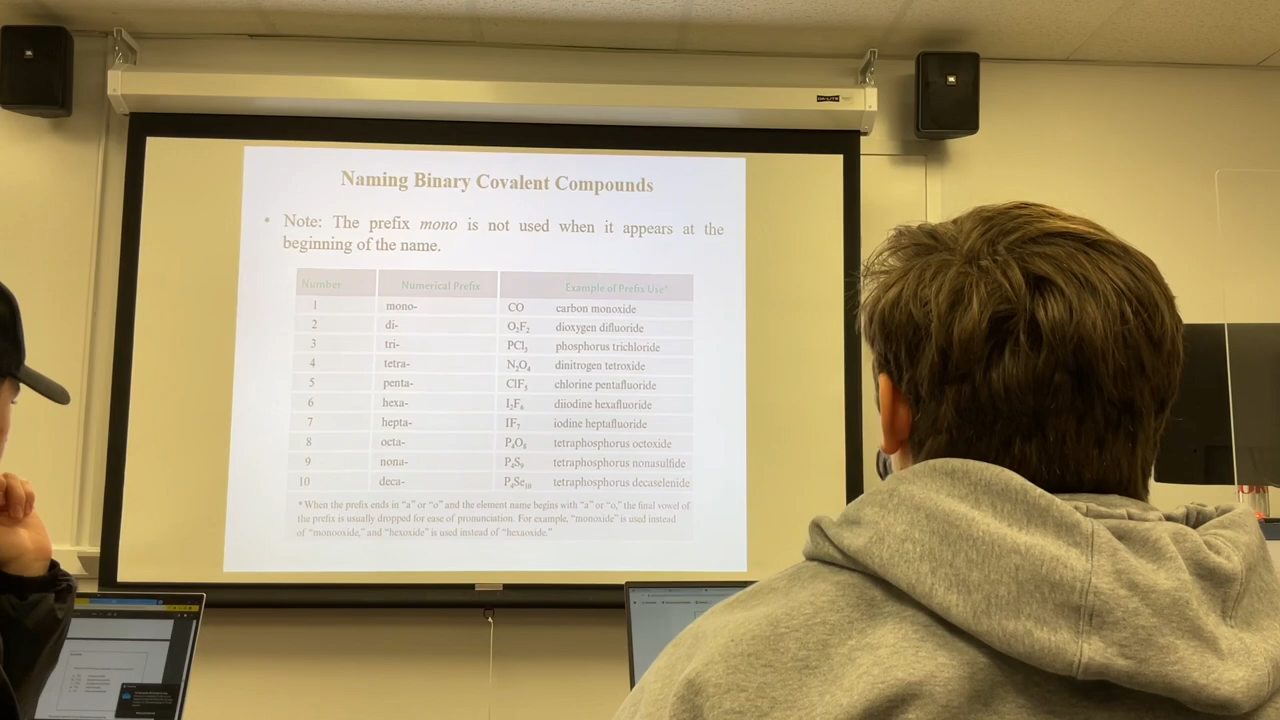 DA-LITE
Naming Binary Covalent Compounds
• Note: The prefix mono is not used when it appears at the
beginning of the name.
Number Numerical Prefix Example of Prefix Use*
1 mono- CO carbon monoxide
2 di- O₂F₂ dioxygen difluoride
3 tri- PCl₃ phosphorus trichloride
4 tetra- N₂O₄ dinitrogen tetroxide
5 penta- ClF₅ chlorine pentafluoride
6 hexa- I₂F₆ diiodine hexafluoride
7 hepta- IF₇ iodine heptafluoride
8 octa- P₄O₈ tetraphosphorus octoxide
9 nona- P₄S₉ tetraphosphorus nonasulfide
10 deca- P₄Se₁₀ tetraphosphorus decaselenide
* When the prefix ends in “a” or “o” and the element name begins with “a” or “o,” the final vowel of
the prefix is usually dropped for ease of pronunciation. For example, “monoxide” is used instead
of “monooxide,” and “hexoxide” is used instead of “hexaoxide.”